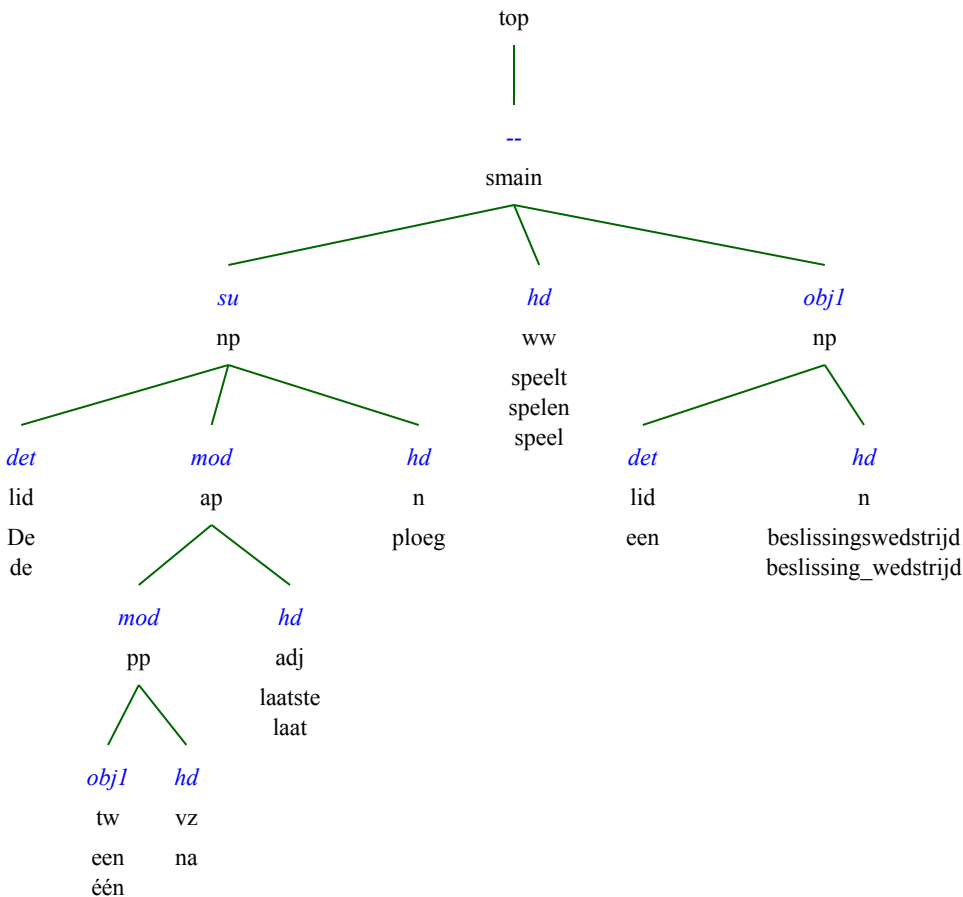 top
--
smain
su hd obj1
np ww np
speelt
spelen
speel
det mod hd det hd
lid ap n lid n
De ploeg een beslissingswedstrijd
de beslissing_wedstrijd
mod hd
pp adj
laatste
laat
obj1 hd
tw vz
een na
één